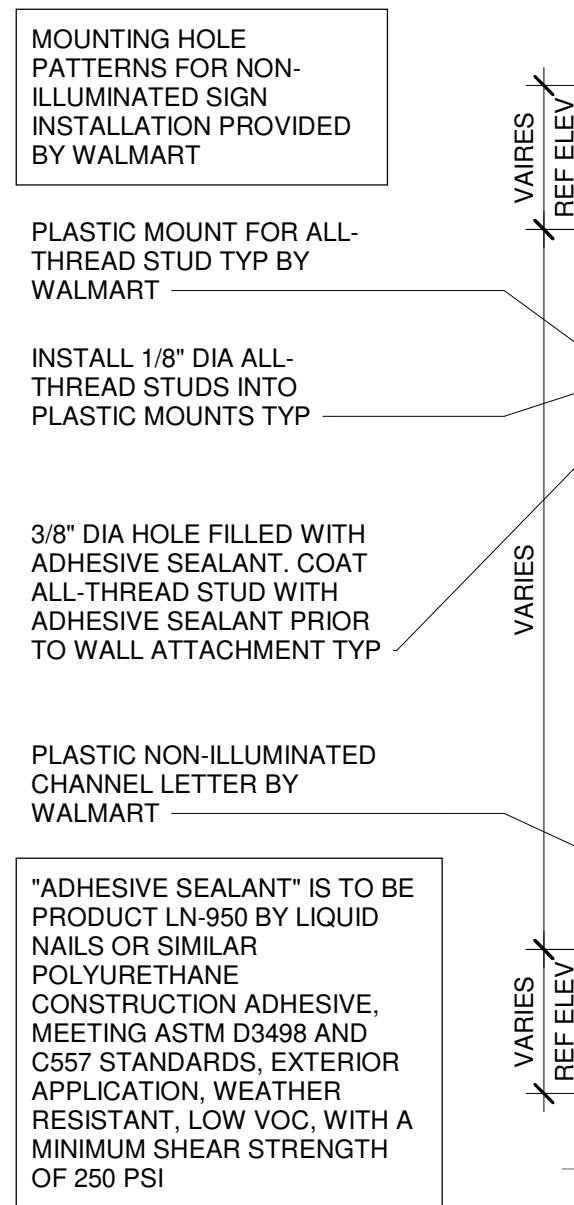 MOUNTING HOLE
PATTERNS FOR NON-
ILLUMINATED SIGN
INSTALLATION PROVIDED
BY WALMART
PLASTIC MOUNT FOR ALL-
THREAD STUD TYP BY
WALMART
INSTALL 1/8" DIA ALL-
THREAD STUDS INTO
PLASTIC MOUNTS TYP
3/8" DIA HOLE FILLED WITH
ADHESIVE SEALANT. COAT
ALL-THREAD STUD WITH
ADHESIVE SEALANT PRIOR
TO WALL ATTACHMENT TYP
PLASTIC NON-ILLUMINATED
CHANNEL LETTER BY
WALMART
"ADHESIVE SEALANT" IS TO BE
PRODUCT LN-950 BY LIQUID
NAILS OR SIMILAR
POLYURETHANE
CONSTRUCTION ADHESIVE,
MEETING ASTM D3498 AND
C557 STANDARDS, EXTERIOR
APPLICATION, WEATHER
RESISTANT, LOW VOC, WITH A
MINIMUM SHEAR STRENGTH
OF 250 PSI
VAIRES
REF ELEV
VARIES
VARIES
REF ELEV